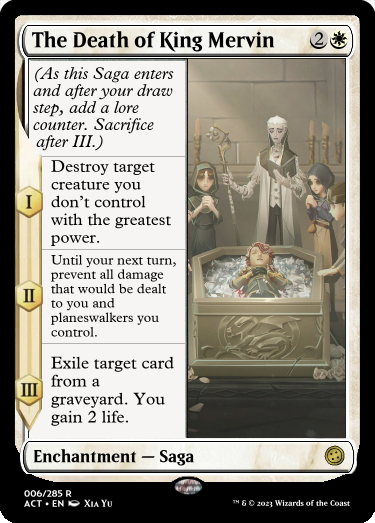 The Death of King Mervin 2
(As this Saga enters
and after your draw
step, add a lore
counter. Sacrifice
after III.)
I
Destroy target
creature you
don't control
with the greatest
power.
II
Until your next turn,
prevent all damage
that would be dealt
to you and
planeswalkers you
control.
III
Exile target card
from a
graveyard. You
gain 2 life.
Enchantment — Saga
006/285 R
ACT • EN Xia Yu
™ & © 2023 Wizards of the Coast